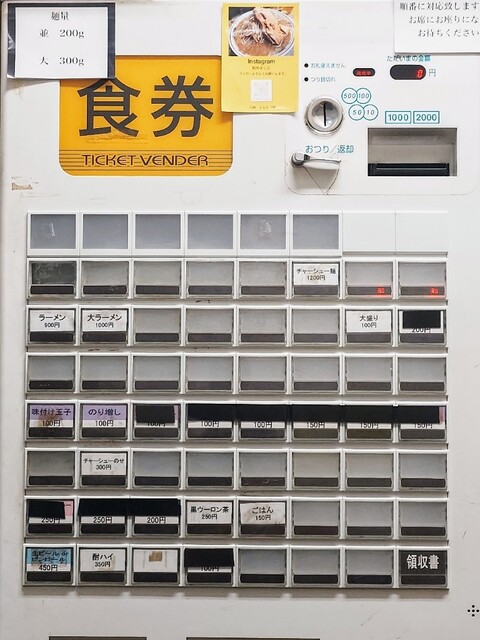 麺量
並 200g
大 300g
Instagram
順番に対応致します
お席にお座りにな
お待ちください
食券
TICKET VENDER
お札使えません
つり銭切れ
ただいまの金額
0 円
500 100
50 10
1000 2000
おつり/返却
チャーシュー麺
1200円
ラーメン
900円
大ラーメン
1000円
大盛り
100円
200円
味付け玉子
100円
のり増し
100円
100円
100円
100円
150円
150円
150円
チャーシューのせ
300円
250円
250円
200円
黒ウーロン茶
250円
ごはん
150円
450円
酎ハイ
350円
100円
領収書